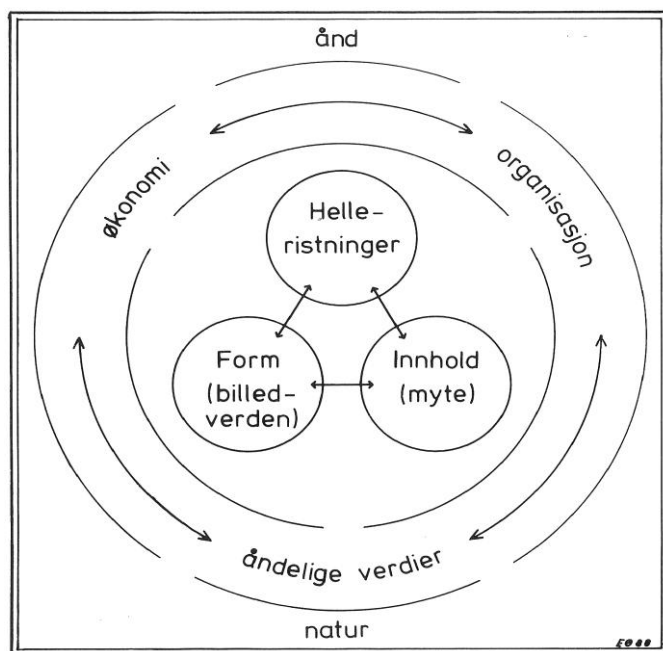 ånd
økonomi
organisasjon
Helle-
ristninger
Form
(billed-
verden)
Innhold
(myte)
åndelige verdier
natur